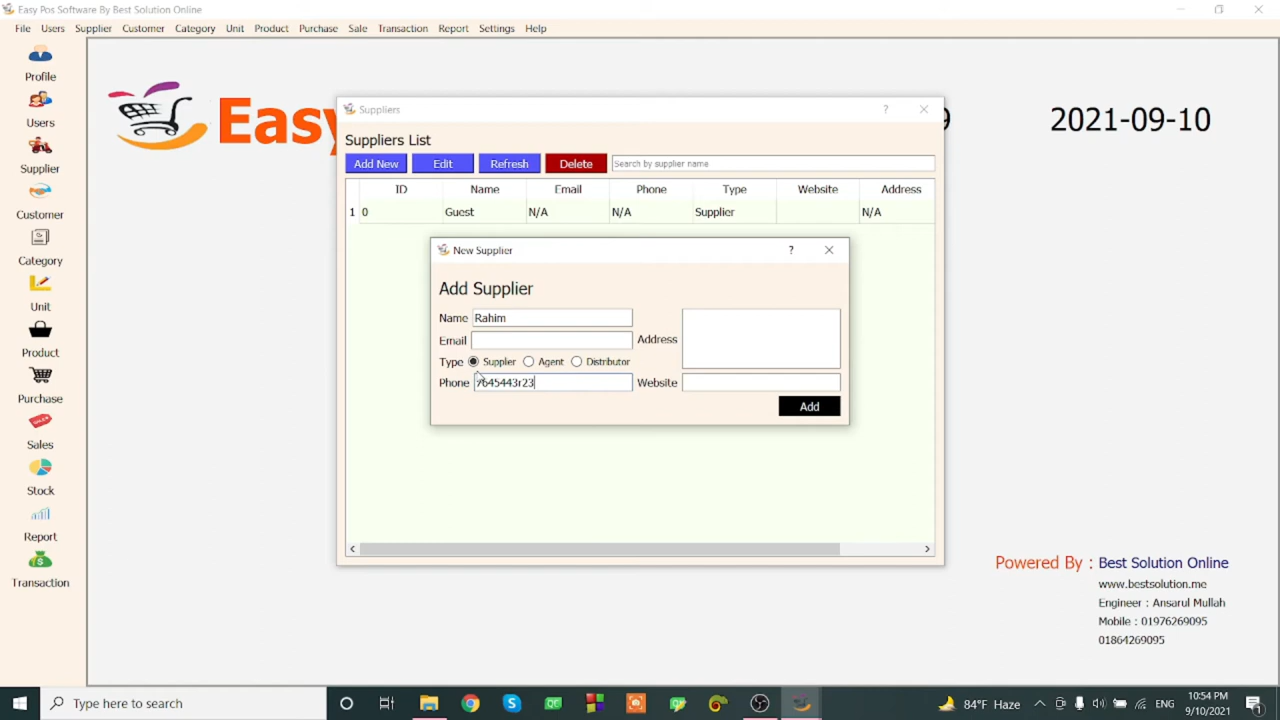 Easy Pos Software By Best Solution Online
File Users Supplier Customer Category Unit Product Purchase Sale Transaction Report Settings Help
Profile
Users
Supplier
Customer
Category
Unit
Product
Purchase
Sales
Stock
Report
Transaction
Easy
9
2021-09-10
Suppliers
?
Suppliers List
Add New Edit Refresh Delete Search by supplier name
ID Name Email Phone Type Website Address
1 0 Guest N/A N/A Supplier N/A
New Supplier
?
Add Supplier
Name Rahim
Email Address
Type Supplier Agent Distributor
Phone 7645443r23 Website
Add
Powered By : Best Solution Online
www.bestsolution.me
Engineer : Ansarul Mullah
Mobile : 01976269095
01864269095
Type here to search
84°F Haze
ENG
10:54 PM
9/10/2021
1